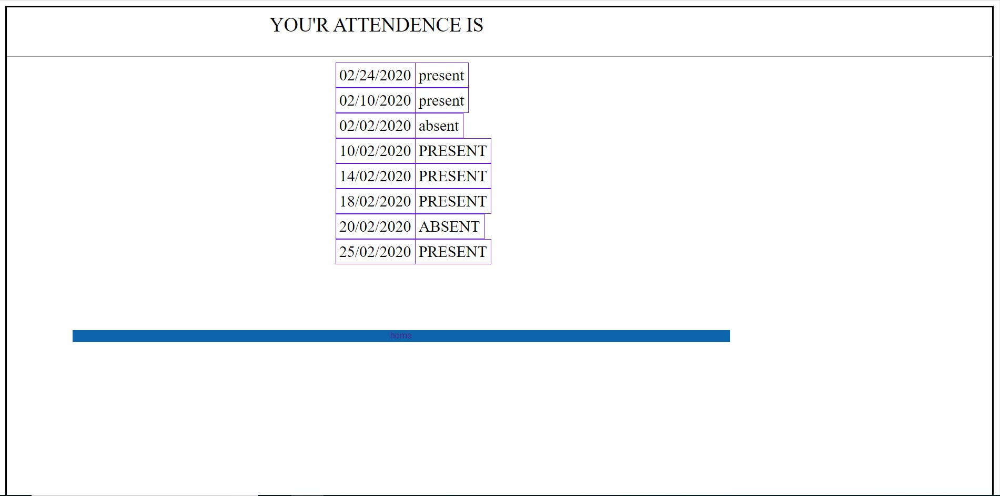 YOU'R ATTENDENCE IS
02/24/2020 present
02/10/2020 present
02/02/2020 absent
10/02/2020 PRESENT
14/02/2020 PRESENT
18/02/2020 PRESENT
20/02/2020 ABSENT
25/02/2020 PRESENT
home